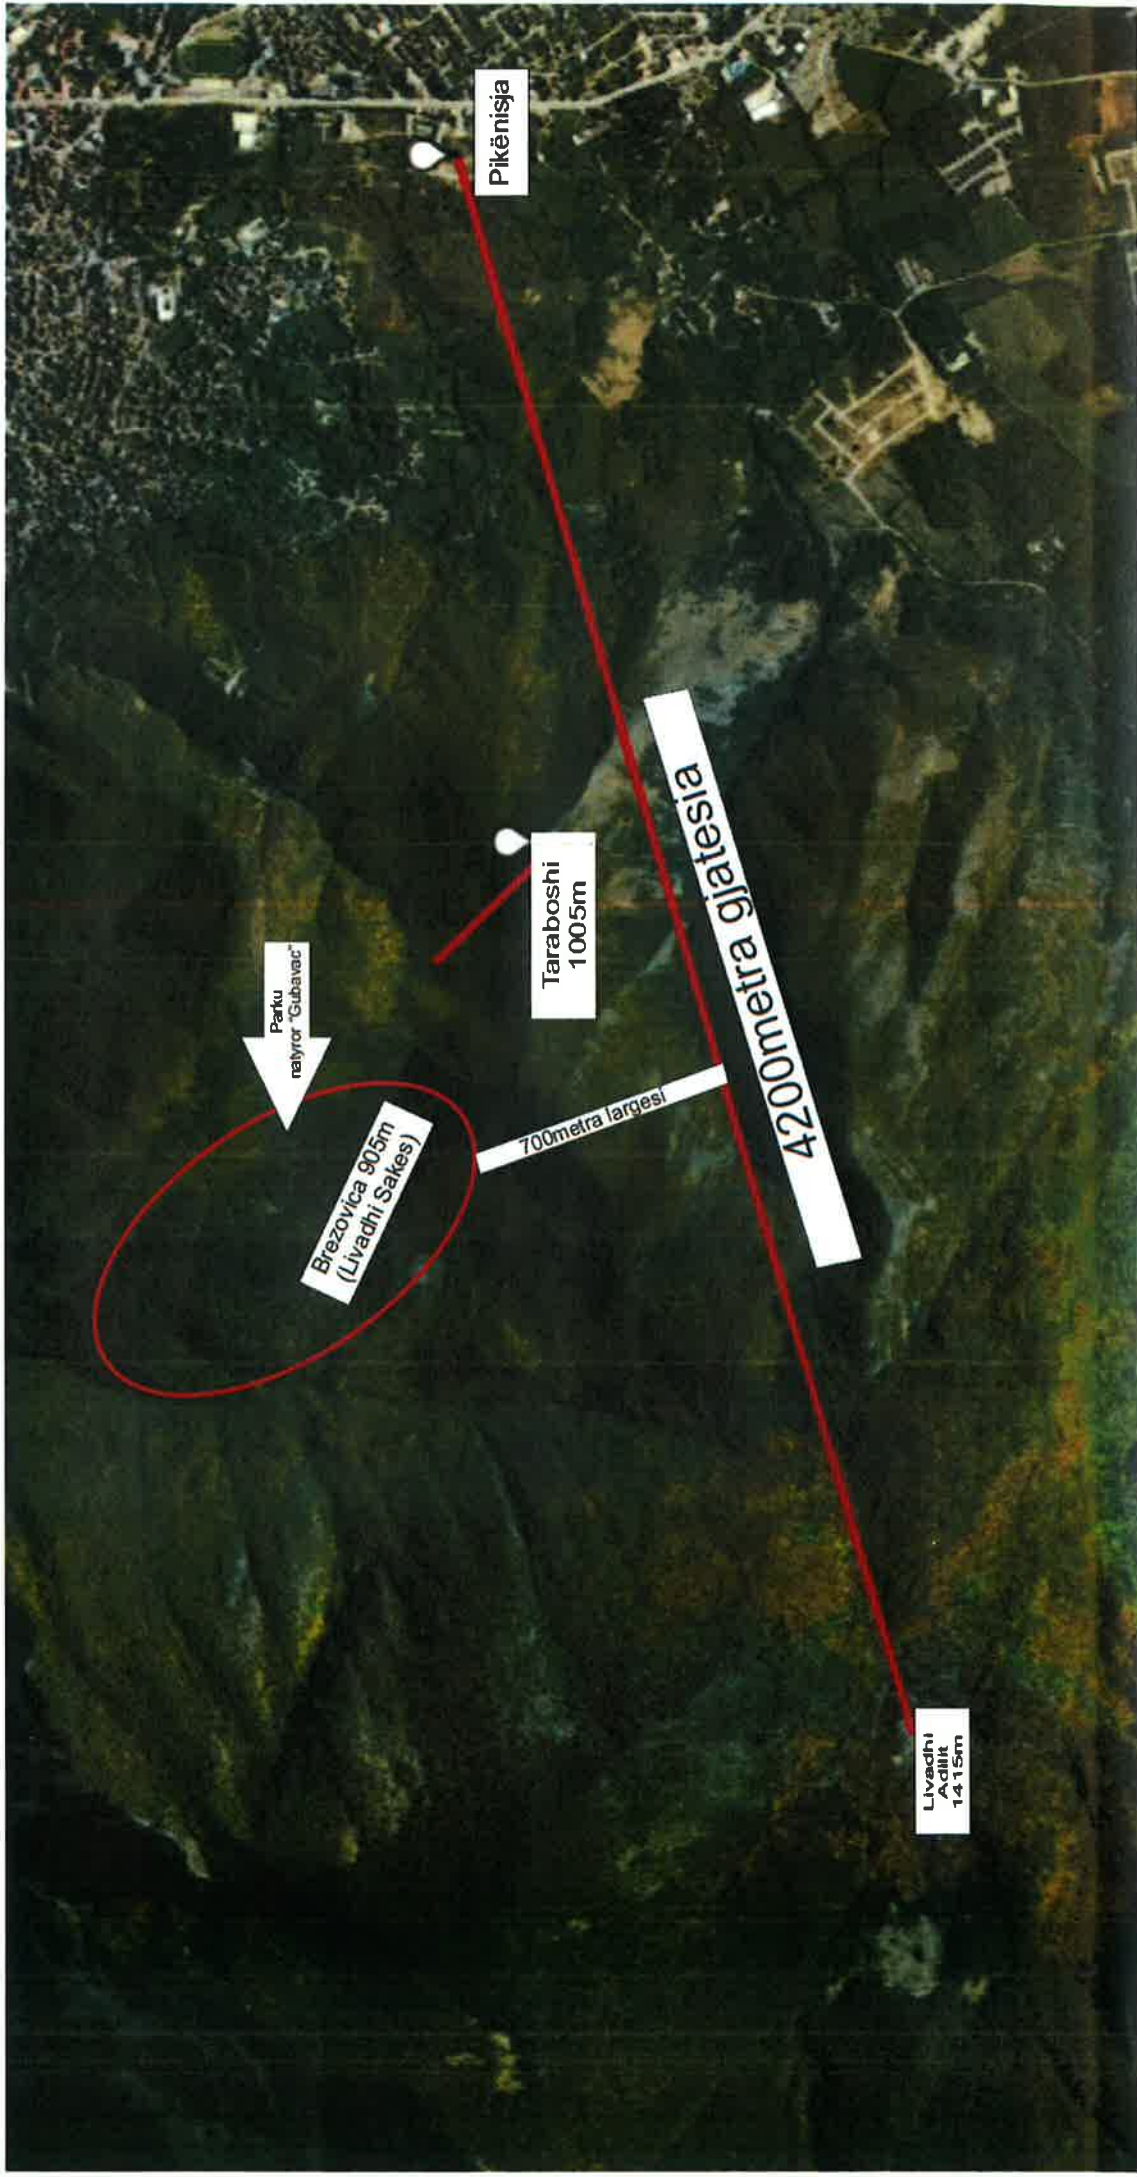 Parku
natyror "Gubavac"
Brezovica 905m
(Livadhi Sakes)
Pikënisja
Taraboshi
1005m
700metra largesi
4200metra gjatesia
Livadhi
Adilit
1415m